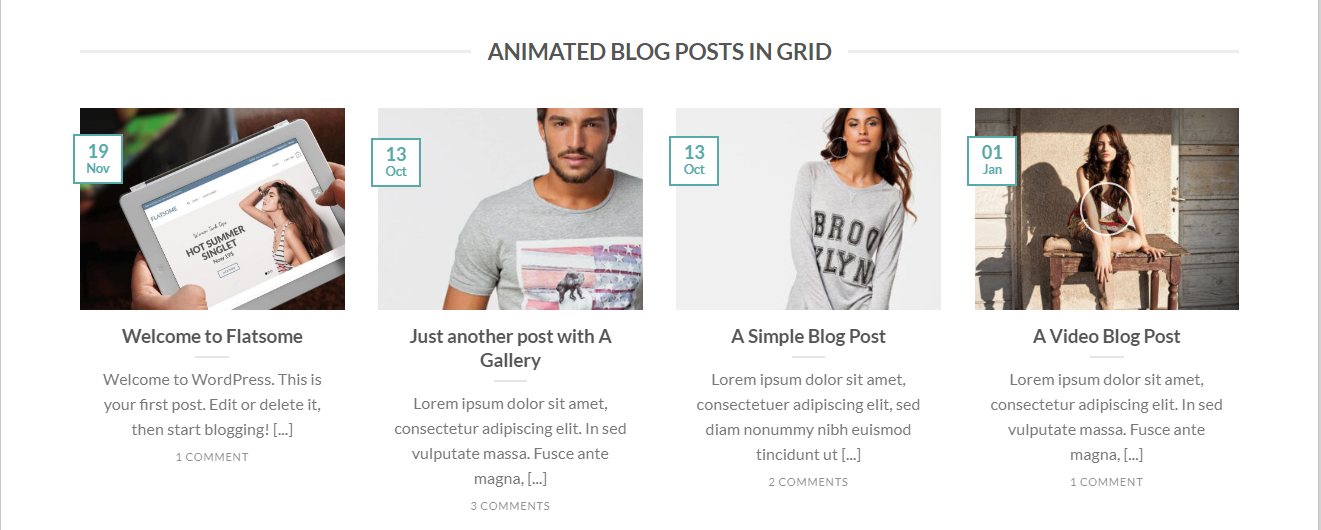 ANIMATED BLOG POSTS IN GRID
19
Nov
FLATSOME
HOT SUMMER
SINGLET
Now 19$
Welcome to Flatsome
Welcome to WordPress. This is
your first post. Edit or delete it,
then start blogging! [...]
1 COMMENT
13
Oct
Just another post with A
Gallery
Lorem ipsum dolor sit amet,
consectetur adipiscing elit. In sed
vulputate massa. Fusce ante
magna, [...]
3 COMMENTS
13
Oct
BROO
KLYN
A Simple Blog Post
Lorem ipsum dolor sit amet,
consectetuer adipiscing elit, sed
diam nonummy nibh euismod
tincidunt ut [...]
2 COMMENTS
01
Jan
A Video Blog Post
Lorem ipsum dolor sit amet,
consectetur adipiscing elit. In sed
vulputate massa. Fusce ante
magna, [...]
1 COMMENT